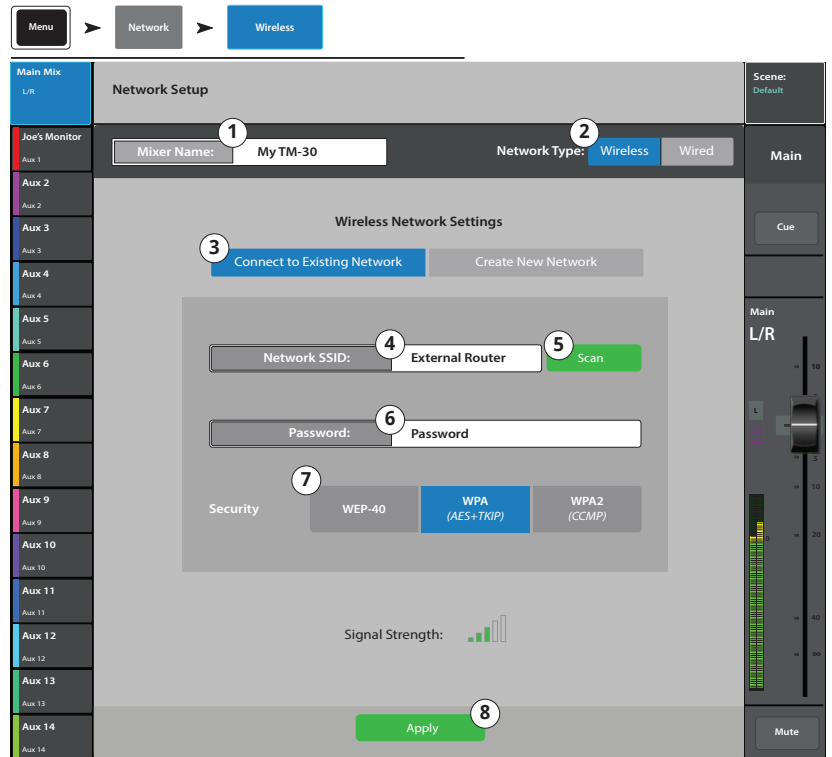 Menu
Network
Wireless
Main Mix
L/R
Network Setup
Scene:
Default
Joe's Monitor
Aux 1
Aux 2
Aux 2
Aux 3
Aux 3
Aux 4
Aux 4
Aux 5
Aux 5
Aux 6
Aux 6
Aux 7
Aux 7
Aux 8
Aux 8
Aux 9
Aux 9
Aux 10
Aux 10
Aux 11
Aux 11
Aux 12
Aux 12
Aux 13
Aux 13
Aux 14
Aux 14
1
Mixer Name: My TM-30
2
Network Type: Wireless Wired
Wireless Network Settings
3
Connect to Existing Network Create New Network
4
Network SSID: External Router
5
Scan
6
Password: Password
7
Security WEP-40 WPA (AES+TKIP) WPA2 (CCMP)
Signal Strength:
8
Apply
Main
Cue
Main
L/R
10
L
5
10
0
20
40
∞
Mute